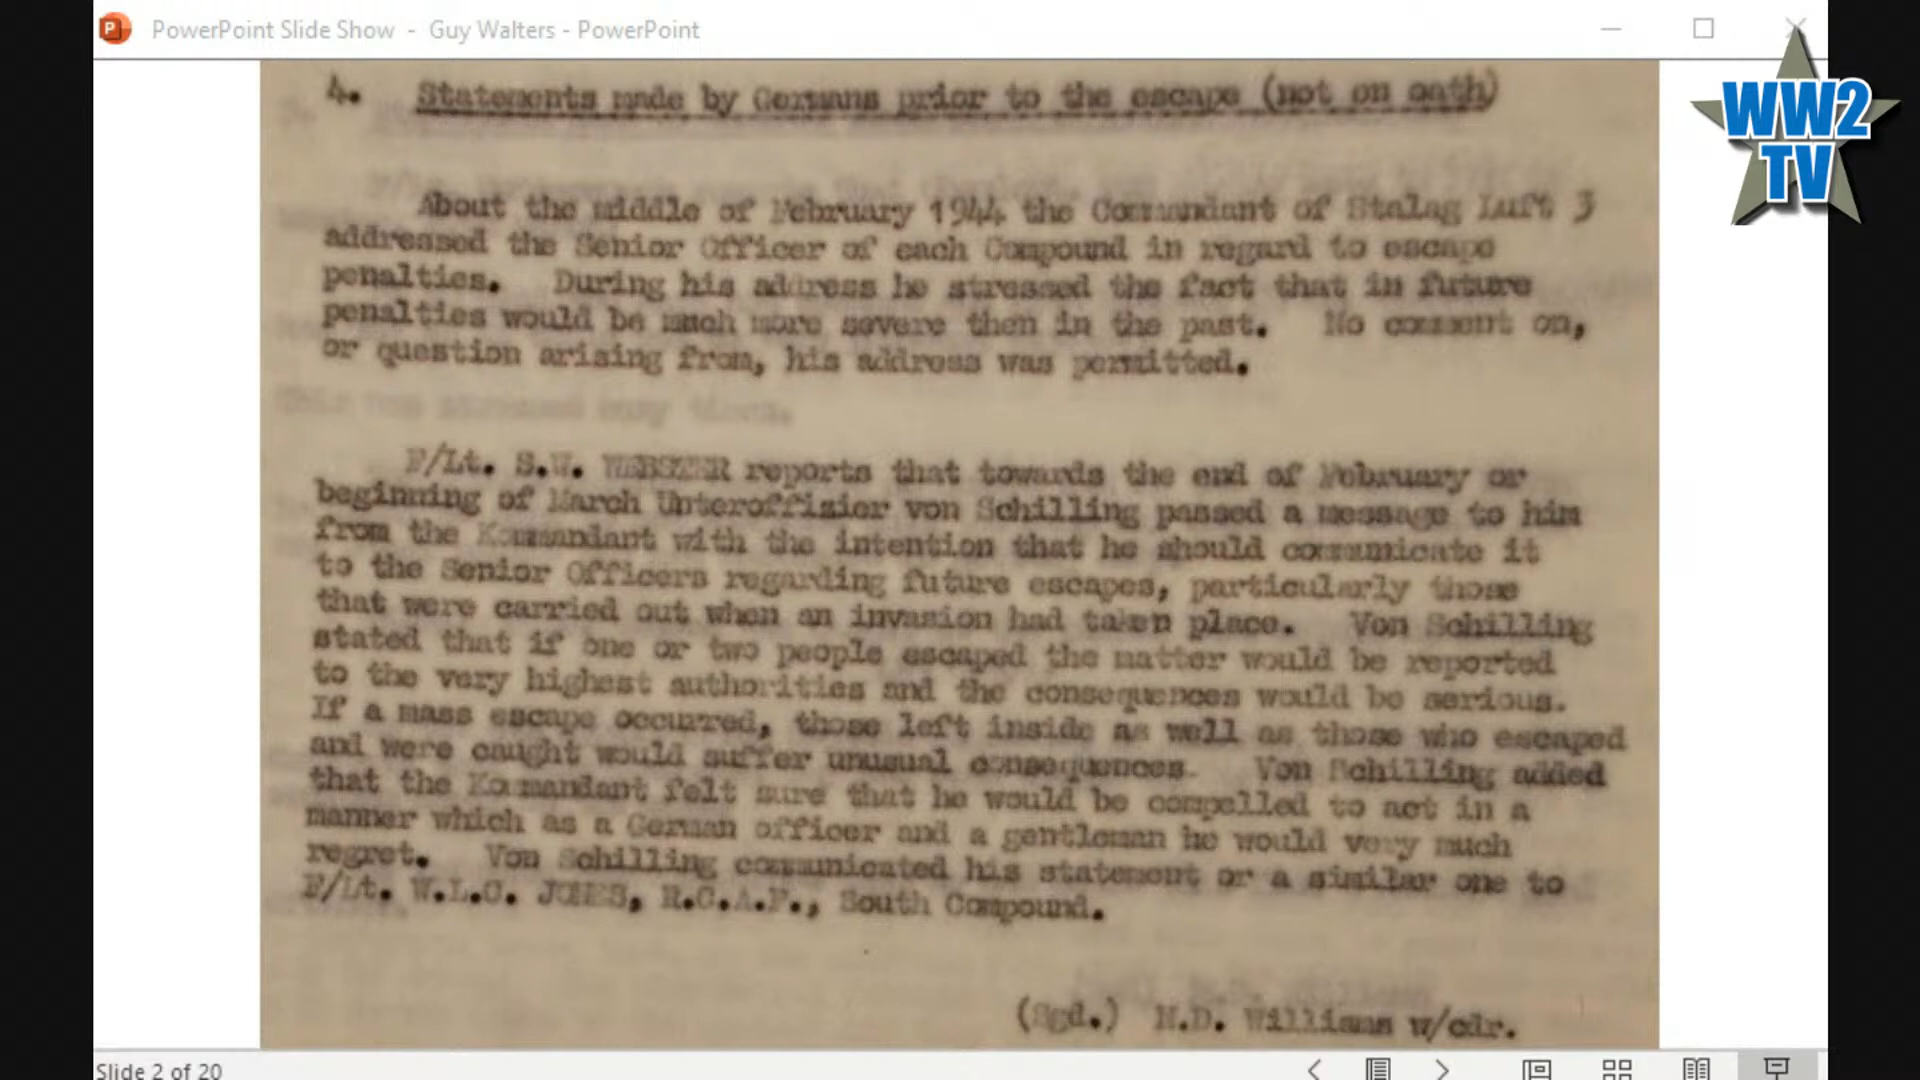 PowerPoint Slide Show - Guy Walters - PowerPoint
WW2
TV
4. Statements made by Germans prior to the escape (not on oath)
About the middle of February 1944 the Commandant of Stalag Luft 3
addressed the Senior Officer of each Compound in regard to escape
penalties. During his address he stressed the fact that in future
penalties would be much more severe then in the past. No comment on,
or question arising from, his address was permitted.
F/Lt. S.W. WEBSTER reports that towards the end of February or
beginning of March Unteroffizier von Schilling passed a message to him
from the Kommandant with the intention that he should communicate it
to the Senior Officers regarding future escapes, particularly those
that were carried out when an invasion had taken place. Von Schilling
stated that if one or two people escaped the matter would be reported
to the very highest authorities and the consequences would be serious.
If a mass escape occurred, those left inside as well as those who escaped
and were caught would suffer unusual consequences. Von Schilling added
that the Kommandant felt sure that he would be compelled to act in a
manner which as a German officer and a gentleman he would very much
regret. Von Schilling communicated his statement or a similar one to
F/Lt. W.L.C. JONES, R.C.A.F., South Compound.
(Sgd.) N.D. Williams w/cdr.
Slide 2 of 20